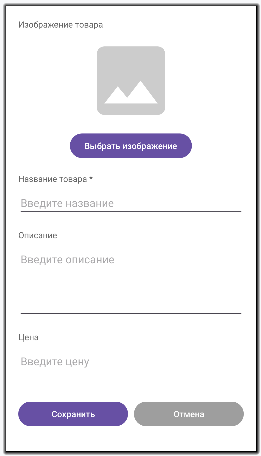 Изображение товара
Выбрать изображение
Название товара *
Введите название
Описание
Введите описание
Цена
Введите цену
Сохранить
Отмена